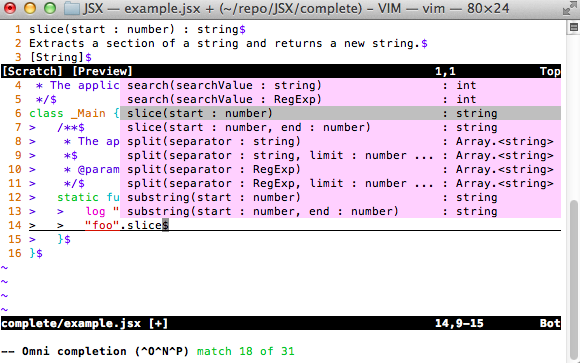 JSX — example.jsx + (~/repo/JSX/complete) – VIM — vim — 80×24
1 slice(start : number) : string$
2 Extracts a section of a string and returns a new string.$
3 [String]$
[Scratch] [Preview] 1,1 Top
4 * The applic search(searchValue : string) : int
5 */$ search(searchValue : RegExp) : int
6 class _Main { slice(start : number) : string
7 > /**$ slice(start : number, end : number) : string
8 > * The ap split(separator : string) : Array.<string>
9 > *$ split(separator : string, limit : number ... : Array.<string>
10 > * @param split(separator : RegExp) : Array.<string>
11 > */$ split(separator : RegExp, limit : number ... : Array.<string>
12 > static fu substring(start : number) : string
13 > > log " substring(start : number, end : number) : string
14 > > "foo".slice$
15 > }$
16 }$
~
~
~
~
complete/example.jsx [+] 14,9-15 Bot
-- Omni completion (^O^N^P) match 18 of 31